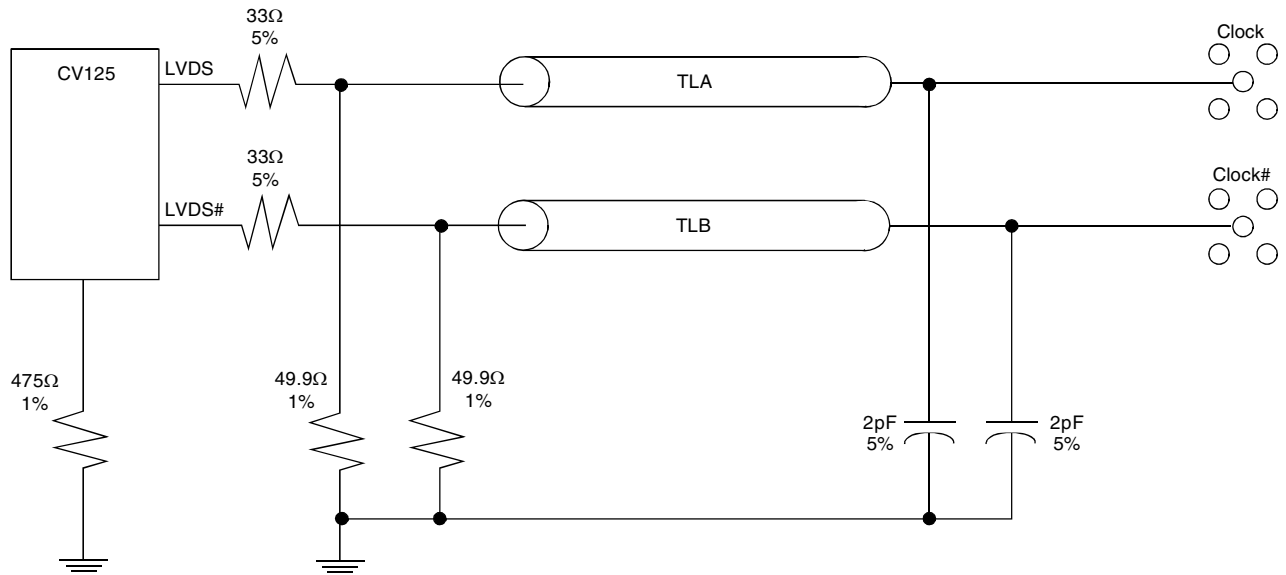 33Ω
5%
Clock
CV125
LVDS
TLA
33Ω
5%
Clock#
LVDS#
TLB
475Ω
1%
49.9Ω
1%
49.9Ω
1%
2pF
5%
2pF
5%